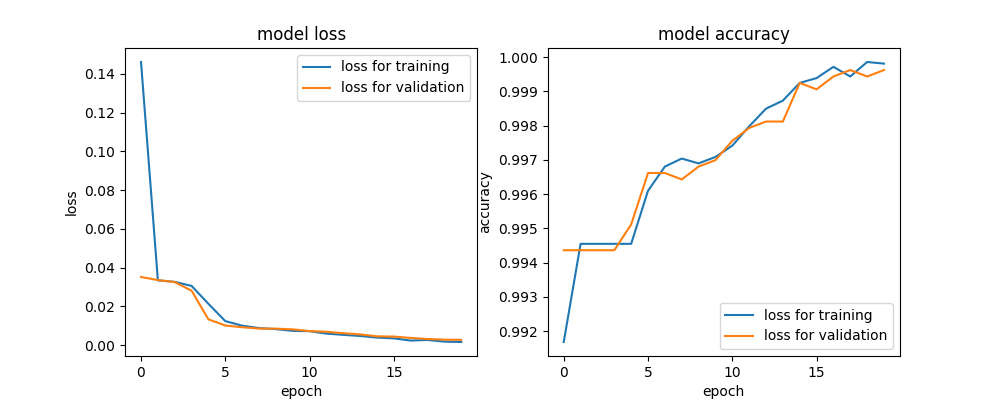 model loss
loss for training
loss for validation
0.14
0.12
0.10
0.08
0.06
0.04
0.02
0.00
loss
0
5
10
15
epoch
model accuracy
1.000
0.999
0.998
0.997
0.996
0.995
0.994
0.993
0.992
accuracy
loss for training
loss for validation
0
5
10
15
epoch